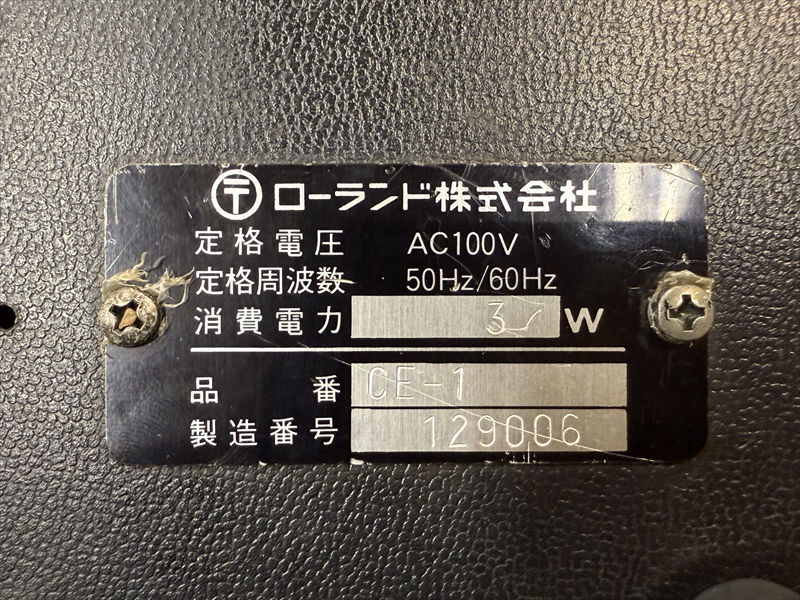 〒 ローランド株式会社
定格電圧 AC100V
定格周波数 50Hz/60Hz
消費電力 3 W
品番 CE-1
製造番号 129006